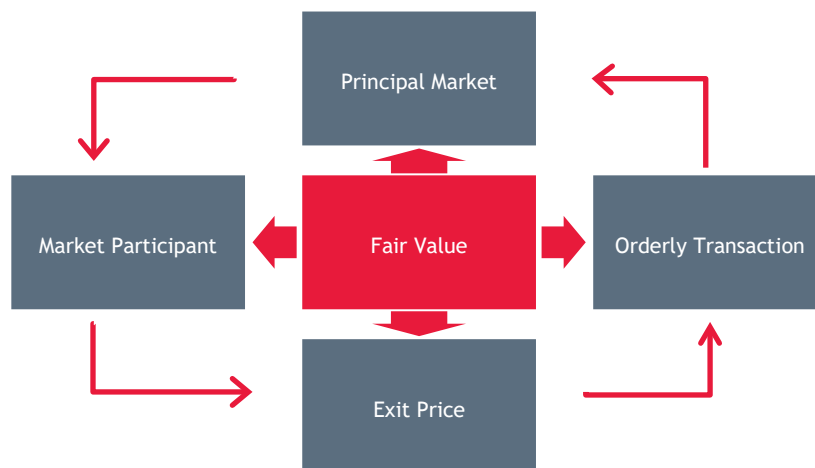 Principal Market
Market Participant
Fair Value
Orderly Transaction
Exit Price